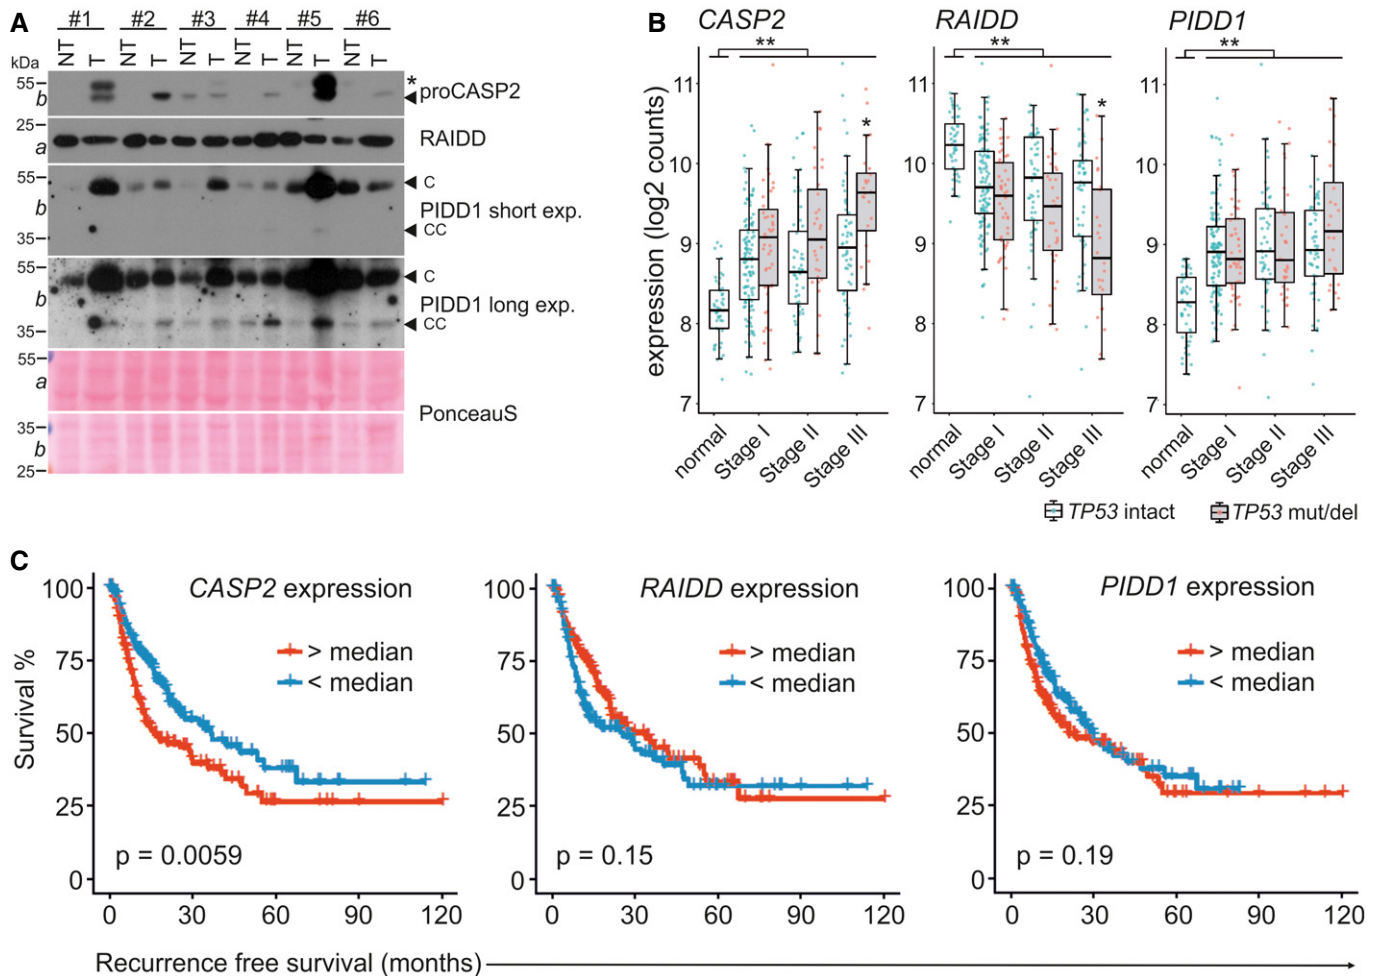 A
#1 #2 #3 #4 #5 #6
NT T NT T NT T NT T NT T NT T
kDa
55
*
b
proCASP2
25
RAIDD
a
55
C
b
PIDD1 short exp.
CC
35
55
C
b
PIDD1 long exp.
CC
35
55
a
PonceauS
35
b
25
B
CASP2 RAIDD PIDD1
** ** **
expression (log2 counts)
11 11 11
* *
10 10 10
9 9 9
8 8 8
7 7 7
normal Stage I Stage II Stage III
normal Stage I Stage II Stage III
normal Stage I Stage II Stage III
TP53 intact TP53 mut/del
C
Survival %
CASP2 expression
> median
< median
100
75
50
25
0
p = 0.0059
0 30 60 90 120
RAIDD expression
> median
< median
100
75
50
25
0
p = 0.15
0 30 60 90 120
PIDD1 expression
> median
< median
100
75
50
25
0
p = 0.19
0 30 60 90 120
Recurrence free survival (months)